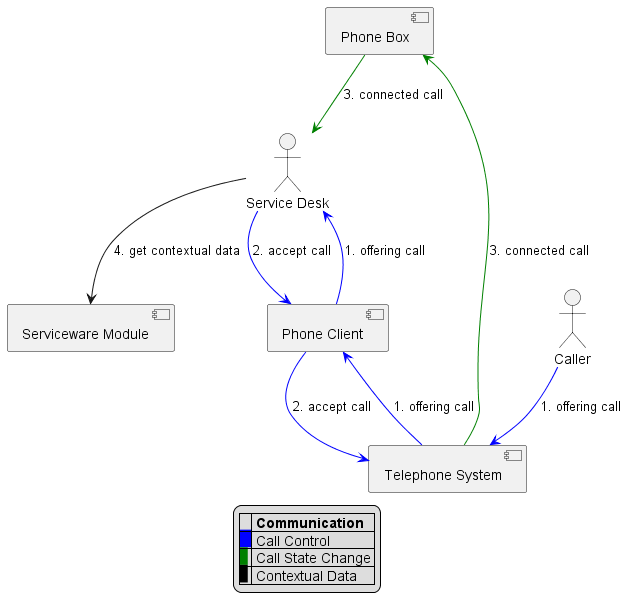 Phone Box
3. connected call
Service Desk
4. get contextual data
2. accept call
1. offering call
3. connected call
Serviceware Module
Phone Client
Caller
2. accept call
1. offering call
1. offering call
Telephone System
Communication
Call Control
Call State Change
Contextual Data